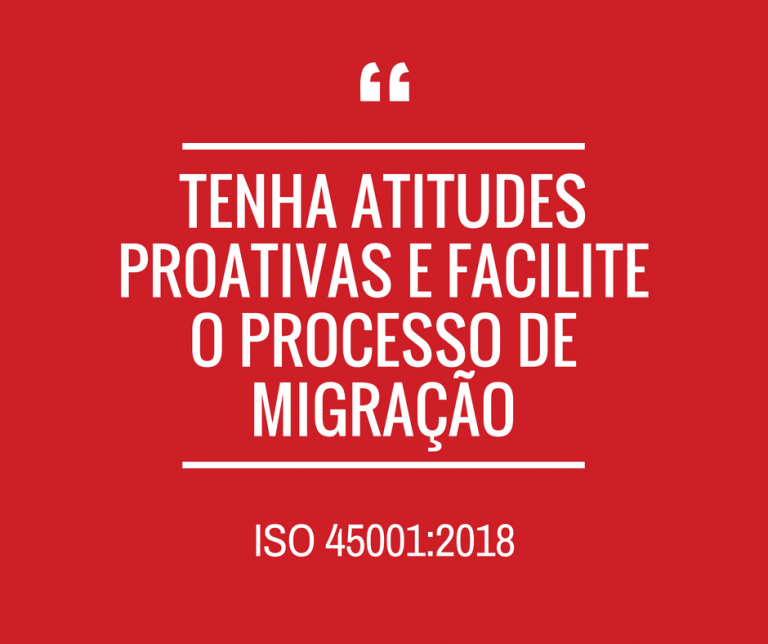 “
TENHA ATITUDES
PROATIVAS E FACILITE
O PROCESSO DE
MIGRAÇÃO
ISO 45001:2018